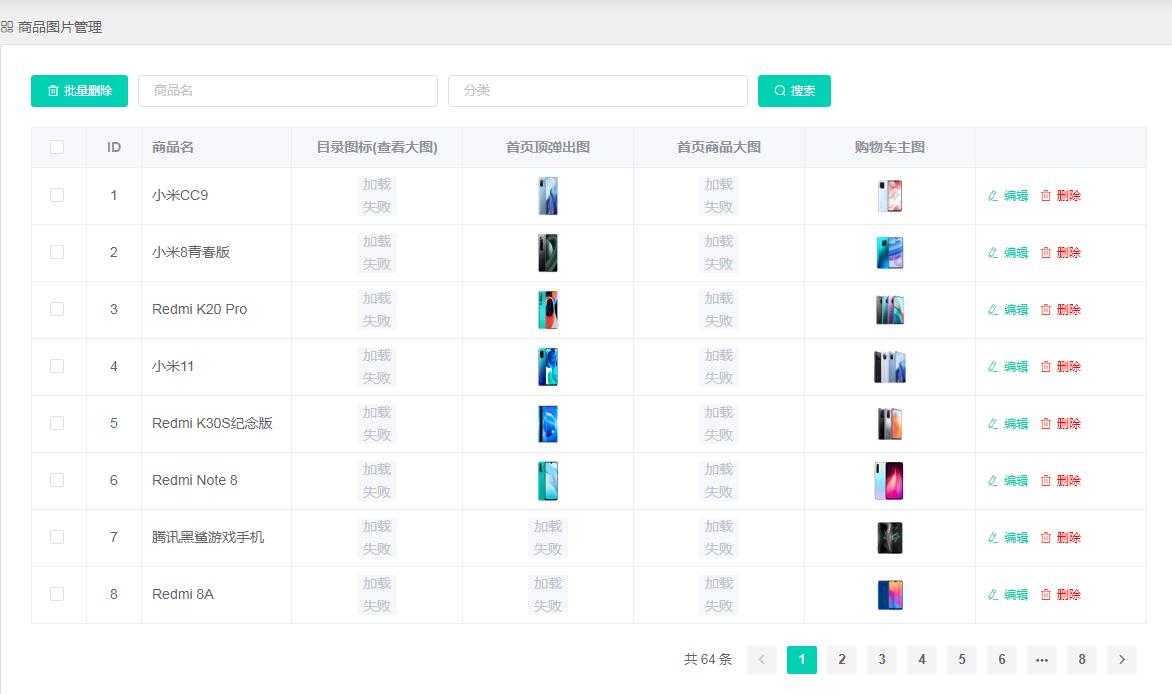 商品图片管理
批量删除 商品名 分类 搜索
ID 商品名 目录图标(查看大图) 首页顶弹出图 首页商品大图 购物车主图
1 小米CC9 加载失败 加载失败 编辑 删除
2 小米8青春版 加载失败 加载失败 编辑 删除
3 Redmi K20 Pro 加载失败 加载失败 编辑 删除
4 小米11 加载失败 加载失败 编辑 删除
5 Redmi K30S纪念版 加载失败 加载失败 编辑 删除
6 Redmi Note 8 加载失败 加载失败 编辑 删除
7 腾讯黑鲨游戏手机 加载失败 加载失败 加载失败 编辑 删除
8 Redmi 8A 加载失败 加载失败 加载失败 编辑 删除
共 64 条 1 2 3 4 5 6 ••• 8